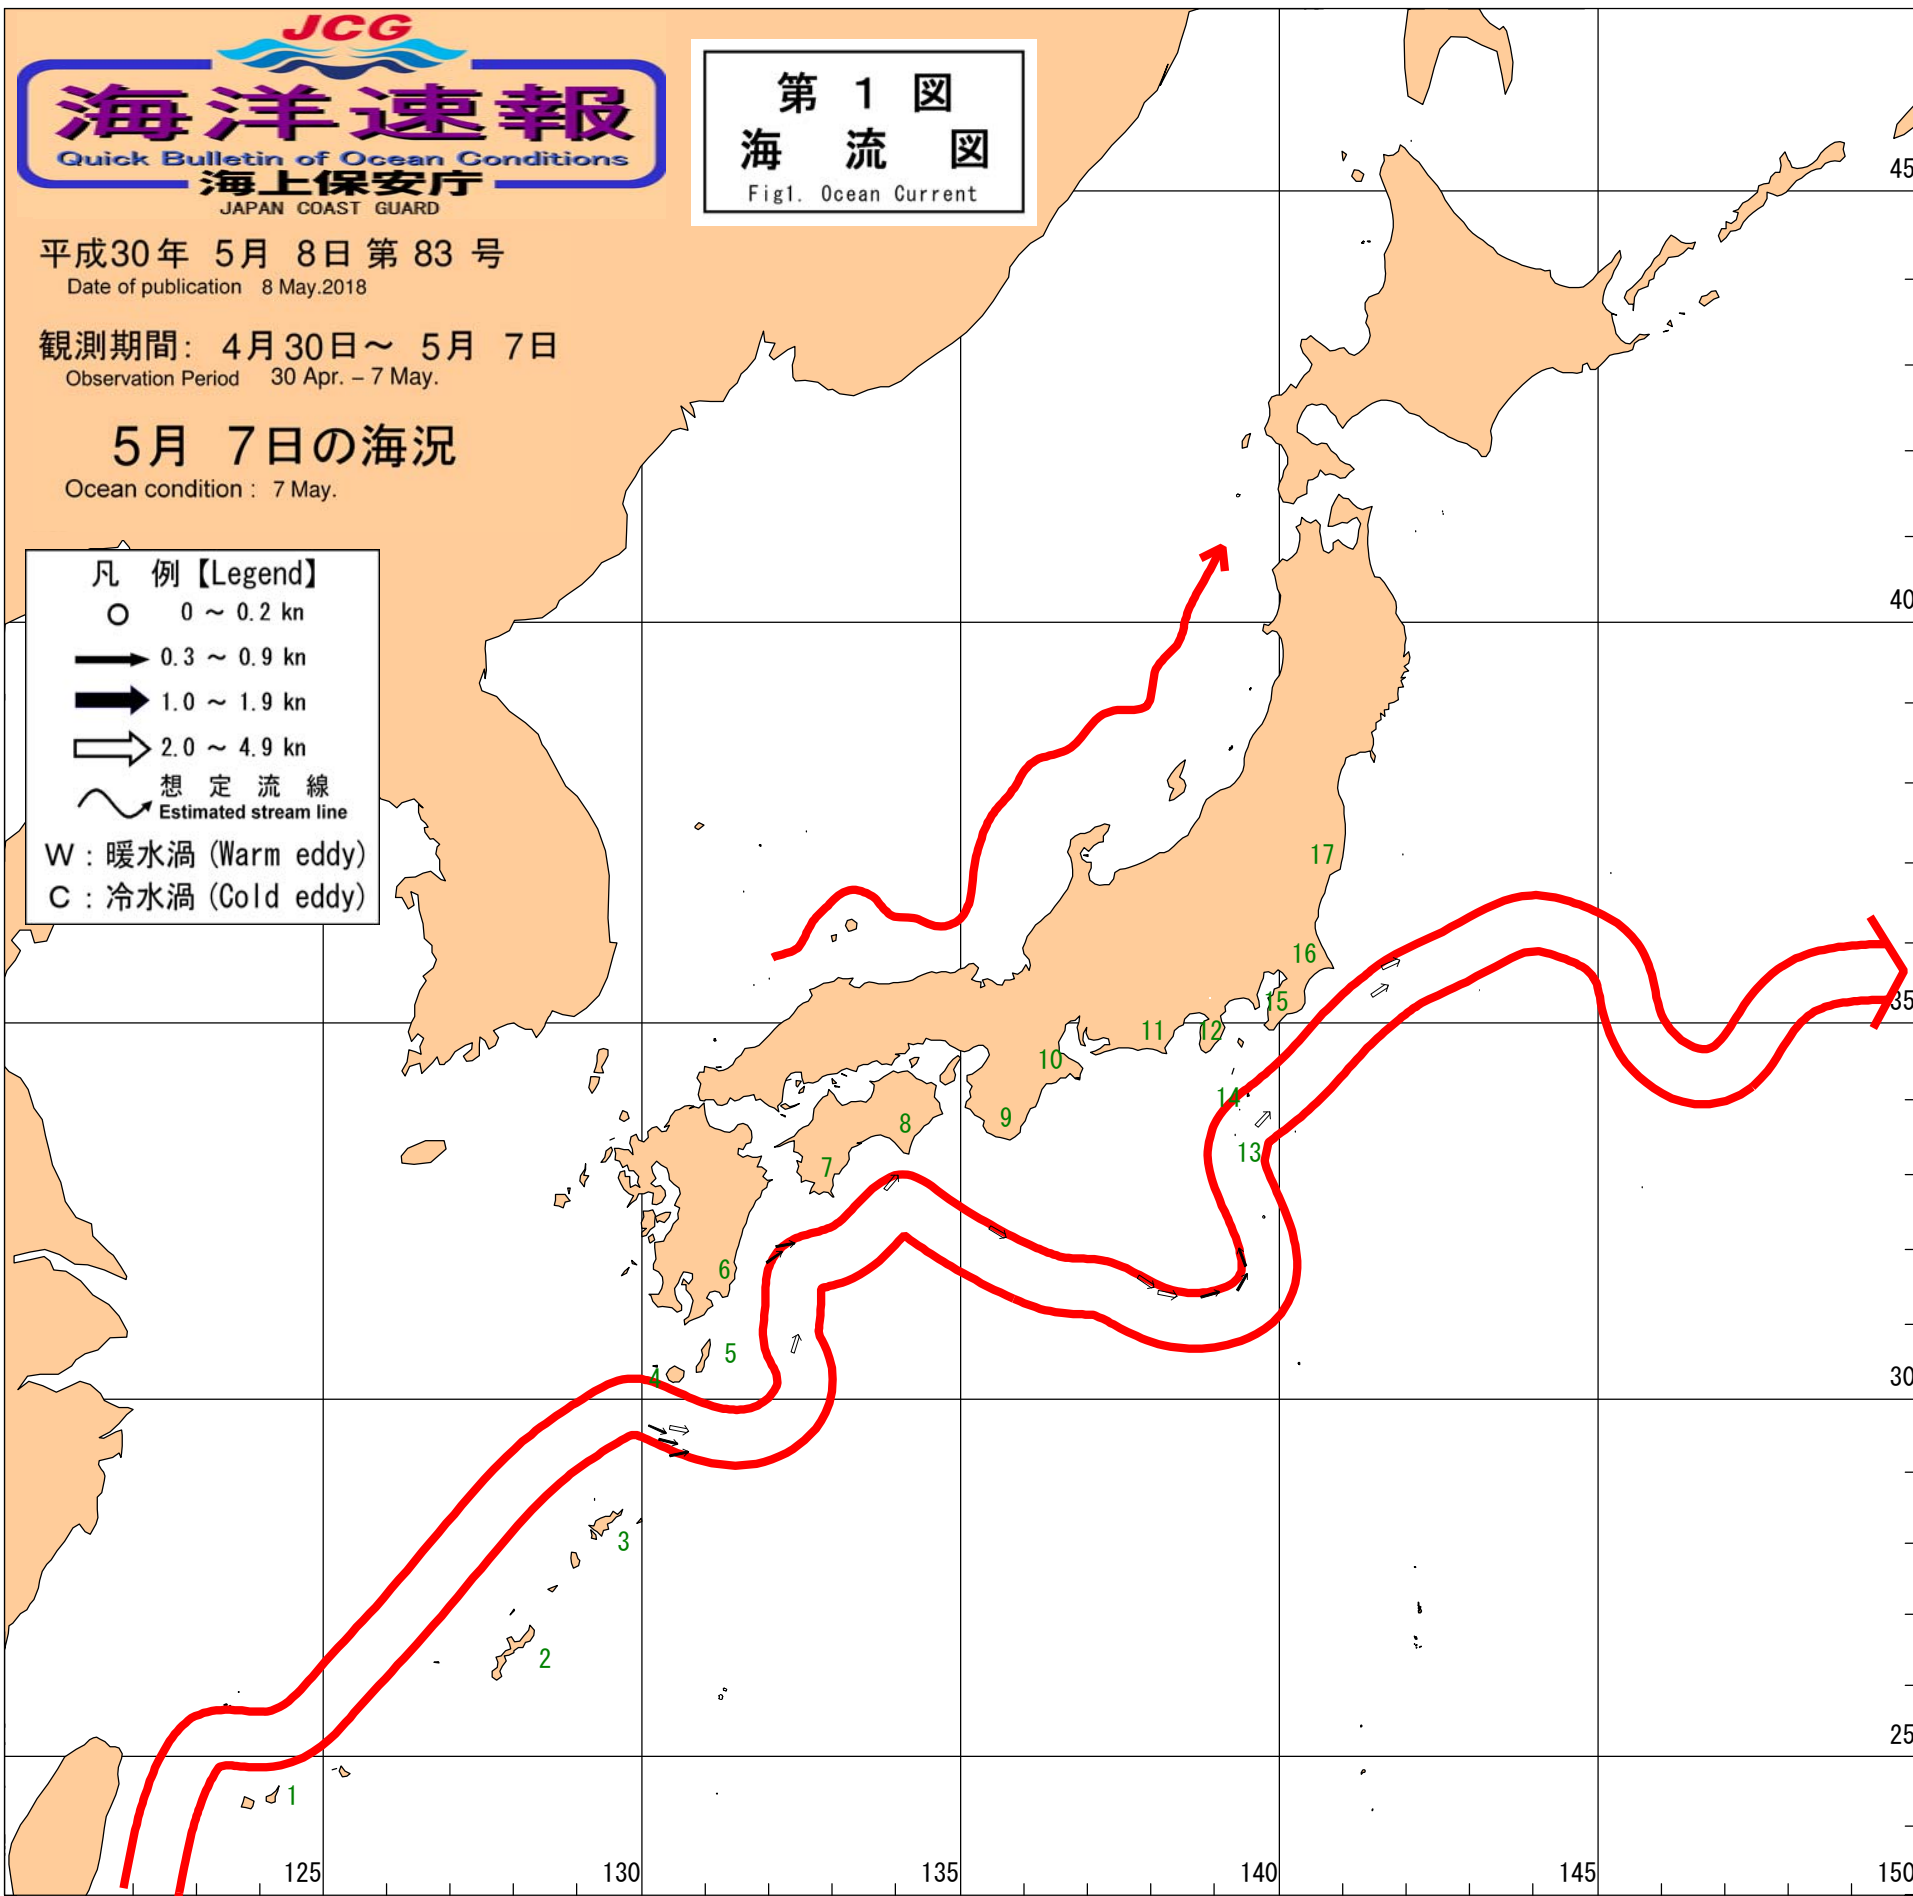 JCG
海洋速報
Quick Bulletin of Ocean Conditions
海上保安庁
JAPAN COAST GUARD
第 1 図
海 流 図
Fig1. Ocean Current
平成30年 5月 8日 第 83 号
Date of publication 8 May.2018
観測期間: 4月30日～ 5月 7日
Observation Period 30 Apr. – 7 May.
5月 7日の海況
Ocean condition : 7 May.
凡 例【Legend】
0 ～ 0.2 kn
0.3 ～ 0.9 kn
1.0 ～ 1.9 kn
2.0 ～ 4.9 kn
想 定 流 線
Estimated stream line
W : 暖水渦 (Warm eddy)
C : 冷水渦 (Cold eddy)
45
40
35
30
25
17
16
15
14
13
12
11
10
9
8
7
6
5
4
3
2
1
125
130
135
140
145
150